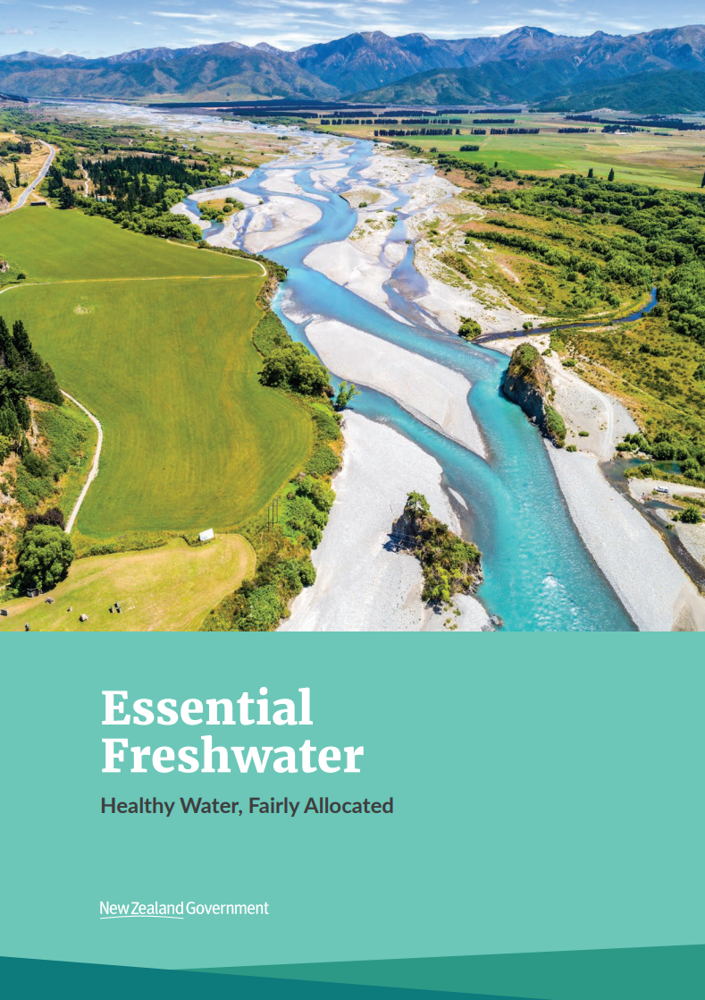 Essential
Freshwater
Healthy Water, Fairly Allocated
New Zealand Government